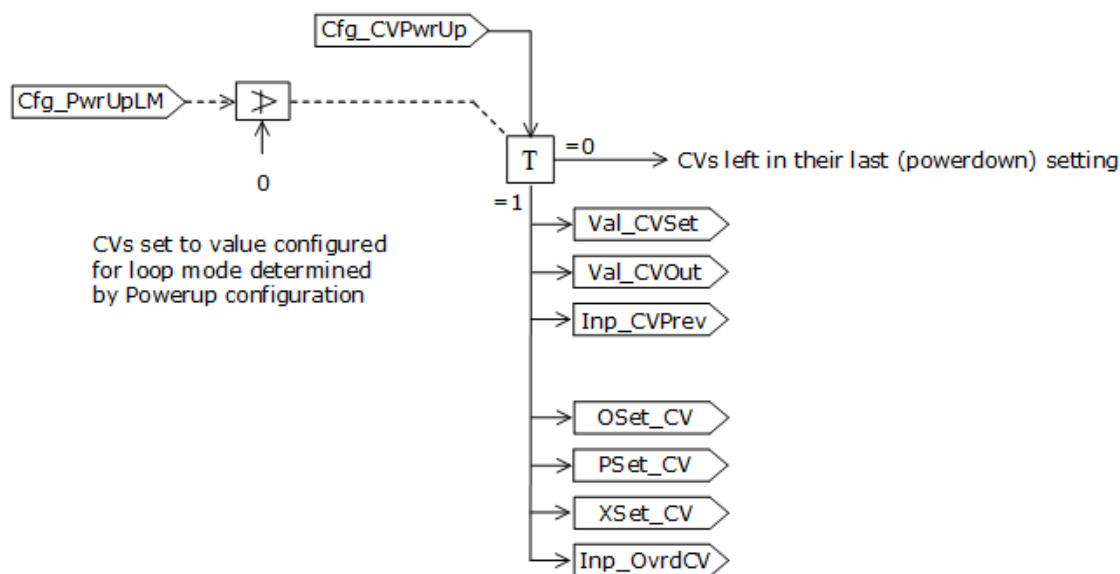 Cfg_CVPwrUp
Cfg_PwrUpLM
0
T
=0
CVs left in their last (powerdown) setting
=1
CVs set to value configured
for loop mode determined
by Powerup configuration
Val_CVSet
Val_CVOut
Inp_CVPrev
OSet_CV
PSet_CV
XSet_CV
Inp_OvrdCV